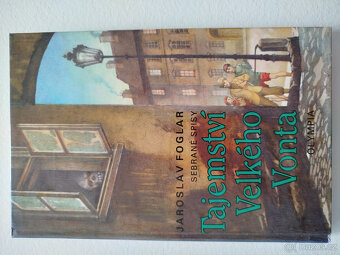 JAROSLAV FOGLAR
SEBRANÉ SPISY
Tajemství
Velkého
Vonta
OLYMPIA